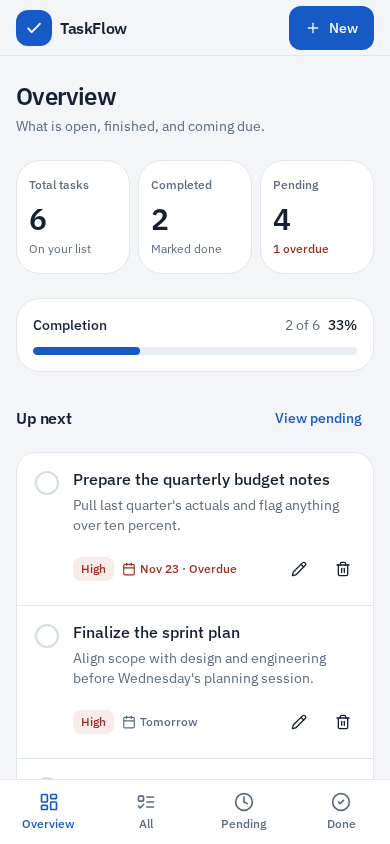 TaskFlow
New
Overview
What is open, finished, and coming due.
Total tasks
6
On your list
Completed
2
Marked done
Pending
4
1 overdue
Completion
2 of 6 33%
Up next
View pending
Prepare the quarterly budget notes
Pull last quarter's actuals and flag anything
over ten percent.
High
Nov 23 · Overdue
Finalize the sprint plan
Align scope with design and engineering
before Wednesday's planning session.
High
Tomorrow
Overview
All
Pending
Done